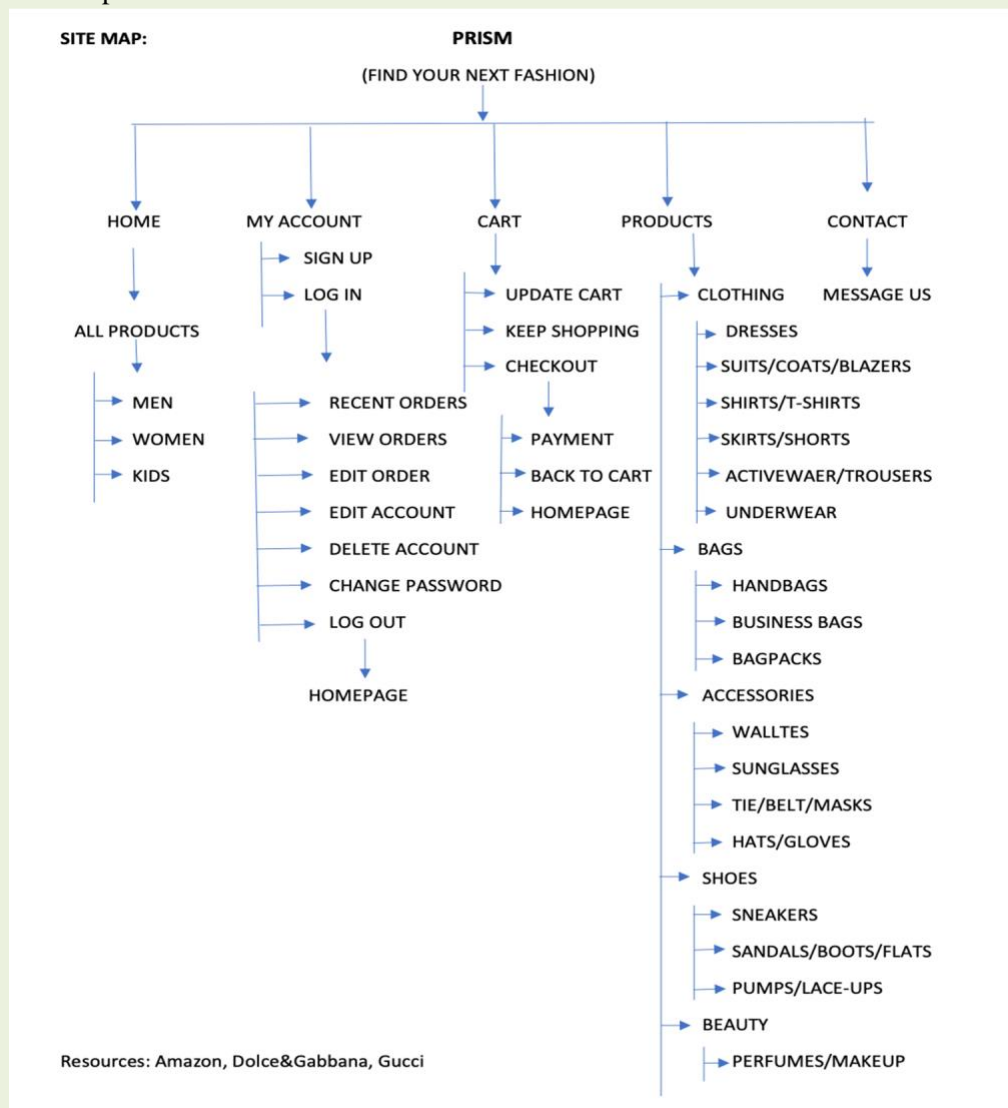 SITE MAP:
PRISM
(FIND YOUR NEXT FASHION)
HOME
ALL PRODUCTS
MEN
WOMEN
KIDS
MY ACCOUNT
SIGN UP
LOG IN
RECENT ORDERS
VIEW ORDERS
EDIT ORDER
EDIT ACCOUNT
DELETE ACCOUNT
CHANGE PASSWORD
LOG OUT
HOMEPAGE
CART
UPDATE CART
KEEP SHOPPING
CHECKOUT
PAYMENT
BACK TO CART
HOMEPAGE
PRODUCTS
CLOTHING
DRESSES
SUITS/COATS/BLAZERS
SHIRTS/T-SHIRTS
SKIRTS/SHORTS
ACTIVEWAER/TROUSERS
UNDERWEAR
BAGS
HANDBAGS
BUSINESS BAGS
BAGPACKS
ACCESSORIES
WALLTES
SUNGLASSES
TIE/BELT/MASKS
HATS/GLOVES
SHOES
SNEAKERS
SANDALS/BOOTS/FLATS
PUMPS/LACE-UPS
BEAUTY
PERFUMES/MAKEUP
CONTACT
MESSAGE US
Resources: Amazon, Dolce&Gabbana, Gucci